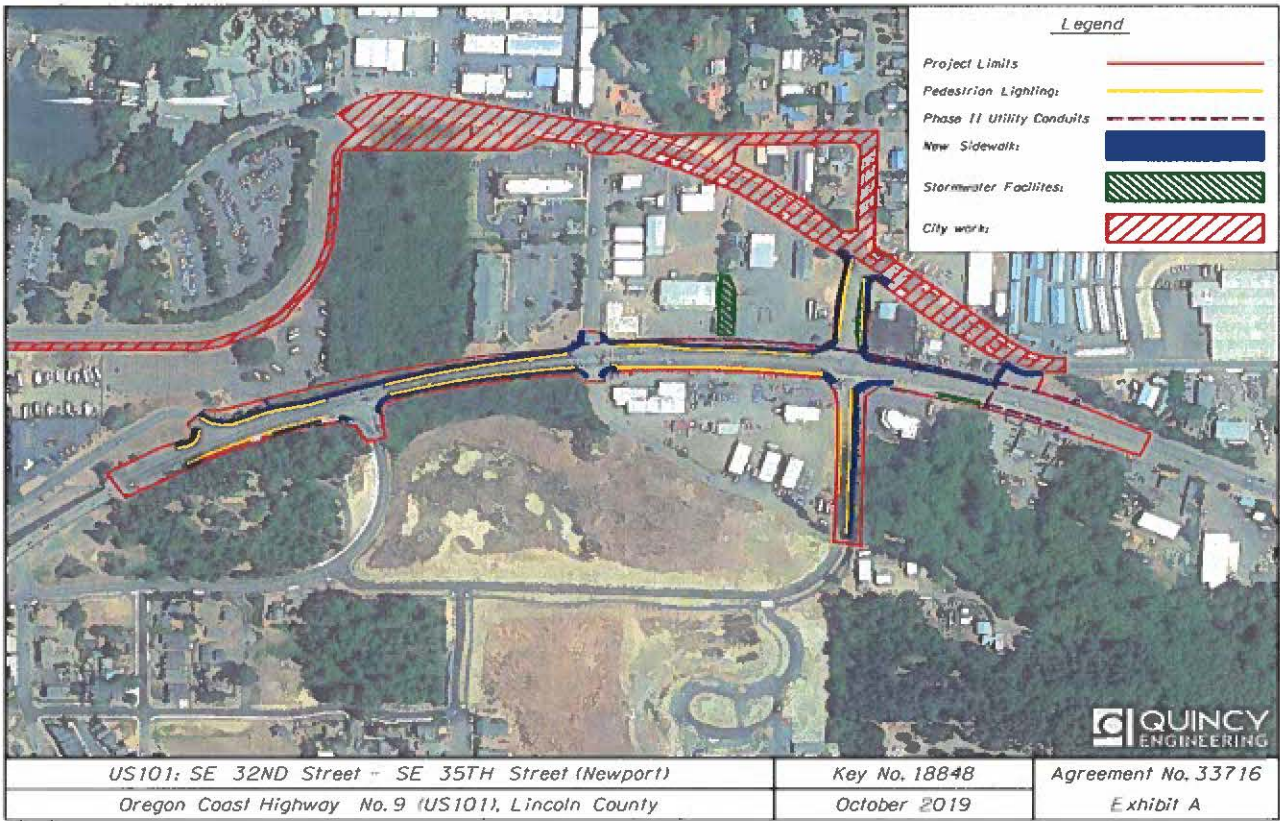 Legend
Project Limits
Pedestrian Lighting:
Phase II Utility Conduits
New Sidewalk:
Stormwater Facilites:
City work:
QUINCY
ENGINEERING
US101: SE 32ND Street - SE 35TH Street (Newport)
Key No. 18848
Agreement No. 33716
Oregon Coast Highway No. 9 (US101), Lincoln County
October 2019
Exhibit A